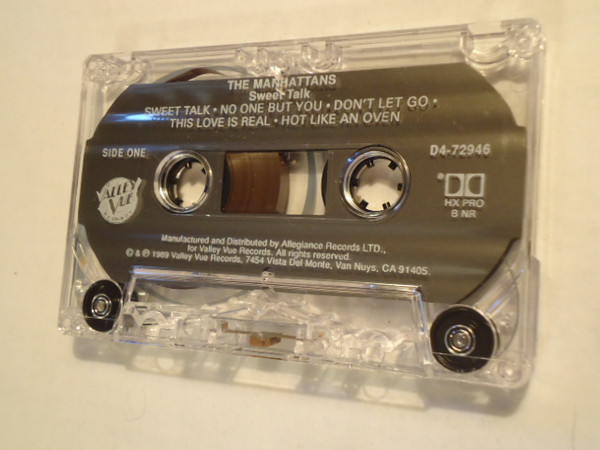 THE MANHATTANS
Sweet Talk
SWEET TALK • NO ONE BUT YOU • DON'T LET GO •
THIS LOVE IS REAL • HOT LIKE AN OVEN
SIDE ONE
D4-72946
VALLEY
VUE
HX PRO
B NR
Manufactured and Distributed by Allegiance Records LTD.,
for Valley Vue Records. All rights reserved.
© & ℗ 1989 Valley Vue Records, 7454 Vista Del Monte, Van Nuys, CA 91405.